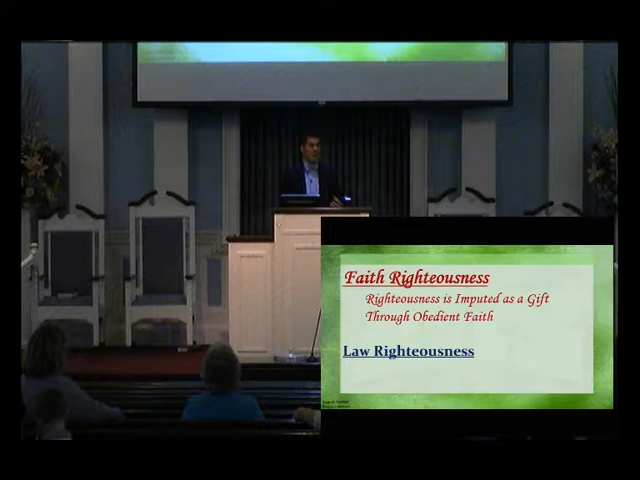 Faith Righteousness
Righteousness is Imputed as a Gift
Through Obedient Faith
Law Righteousness